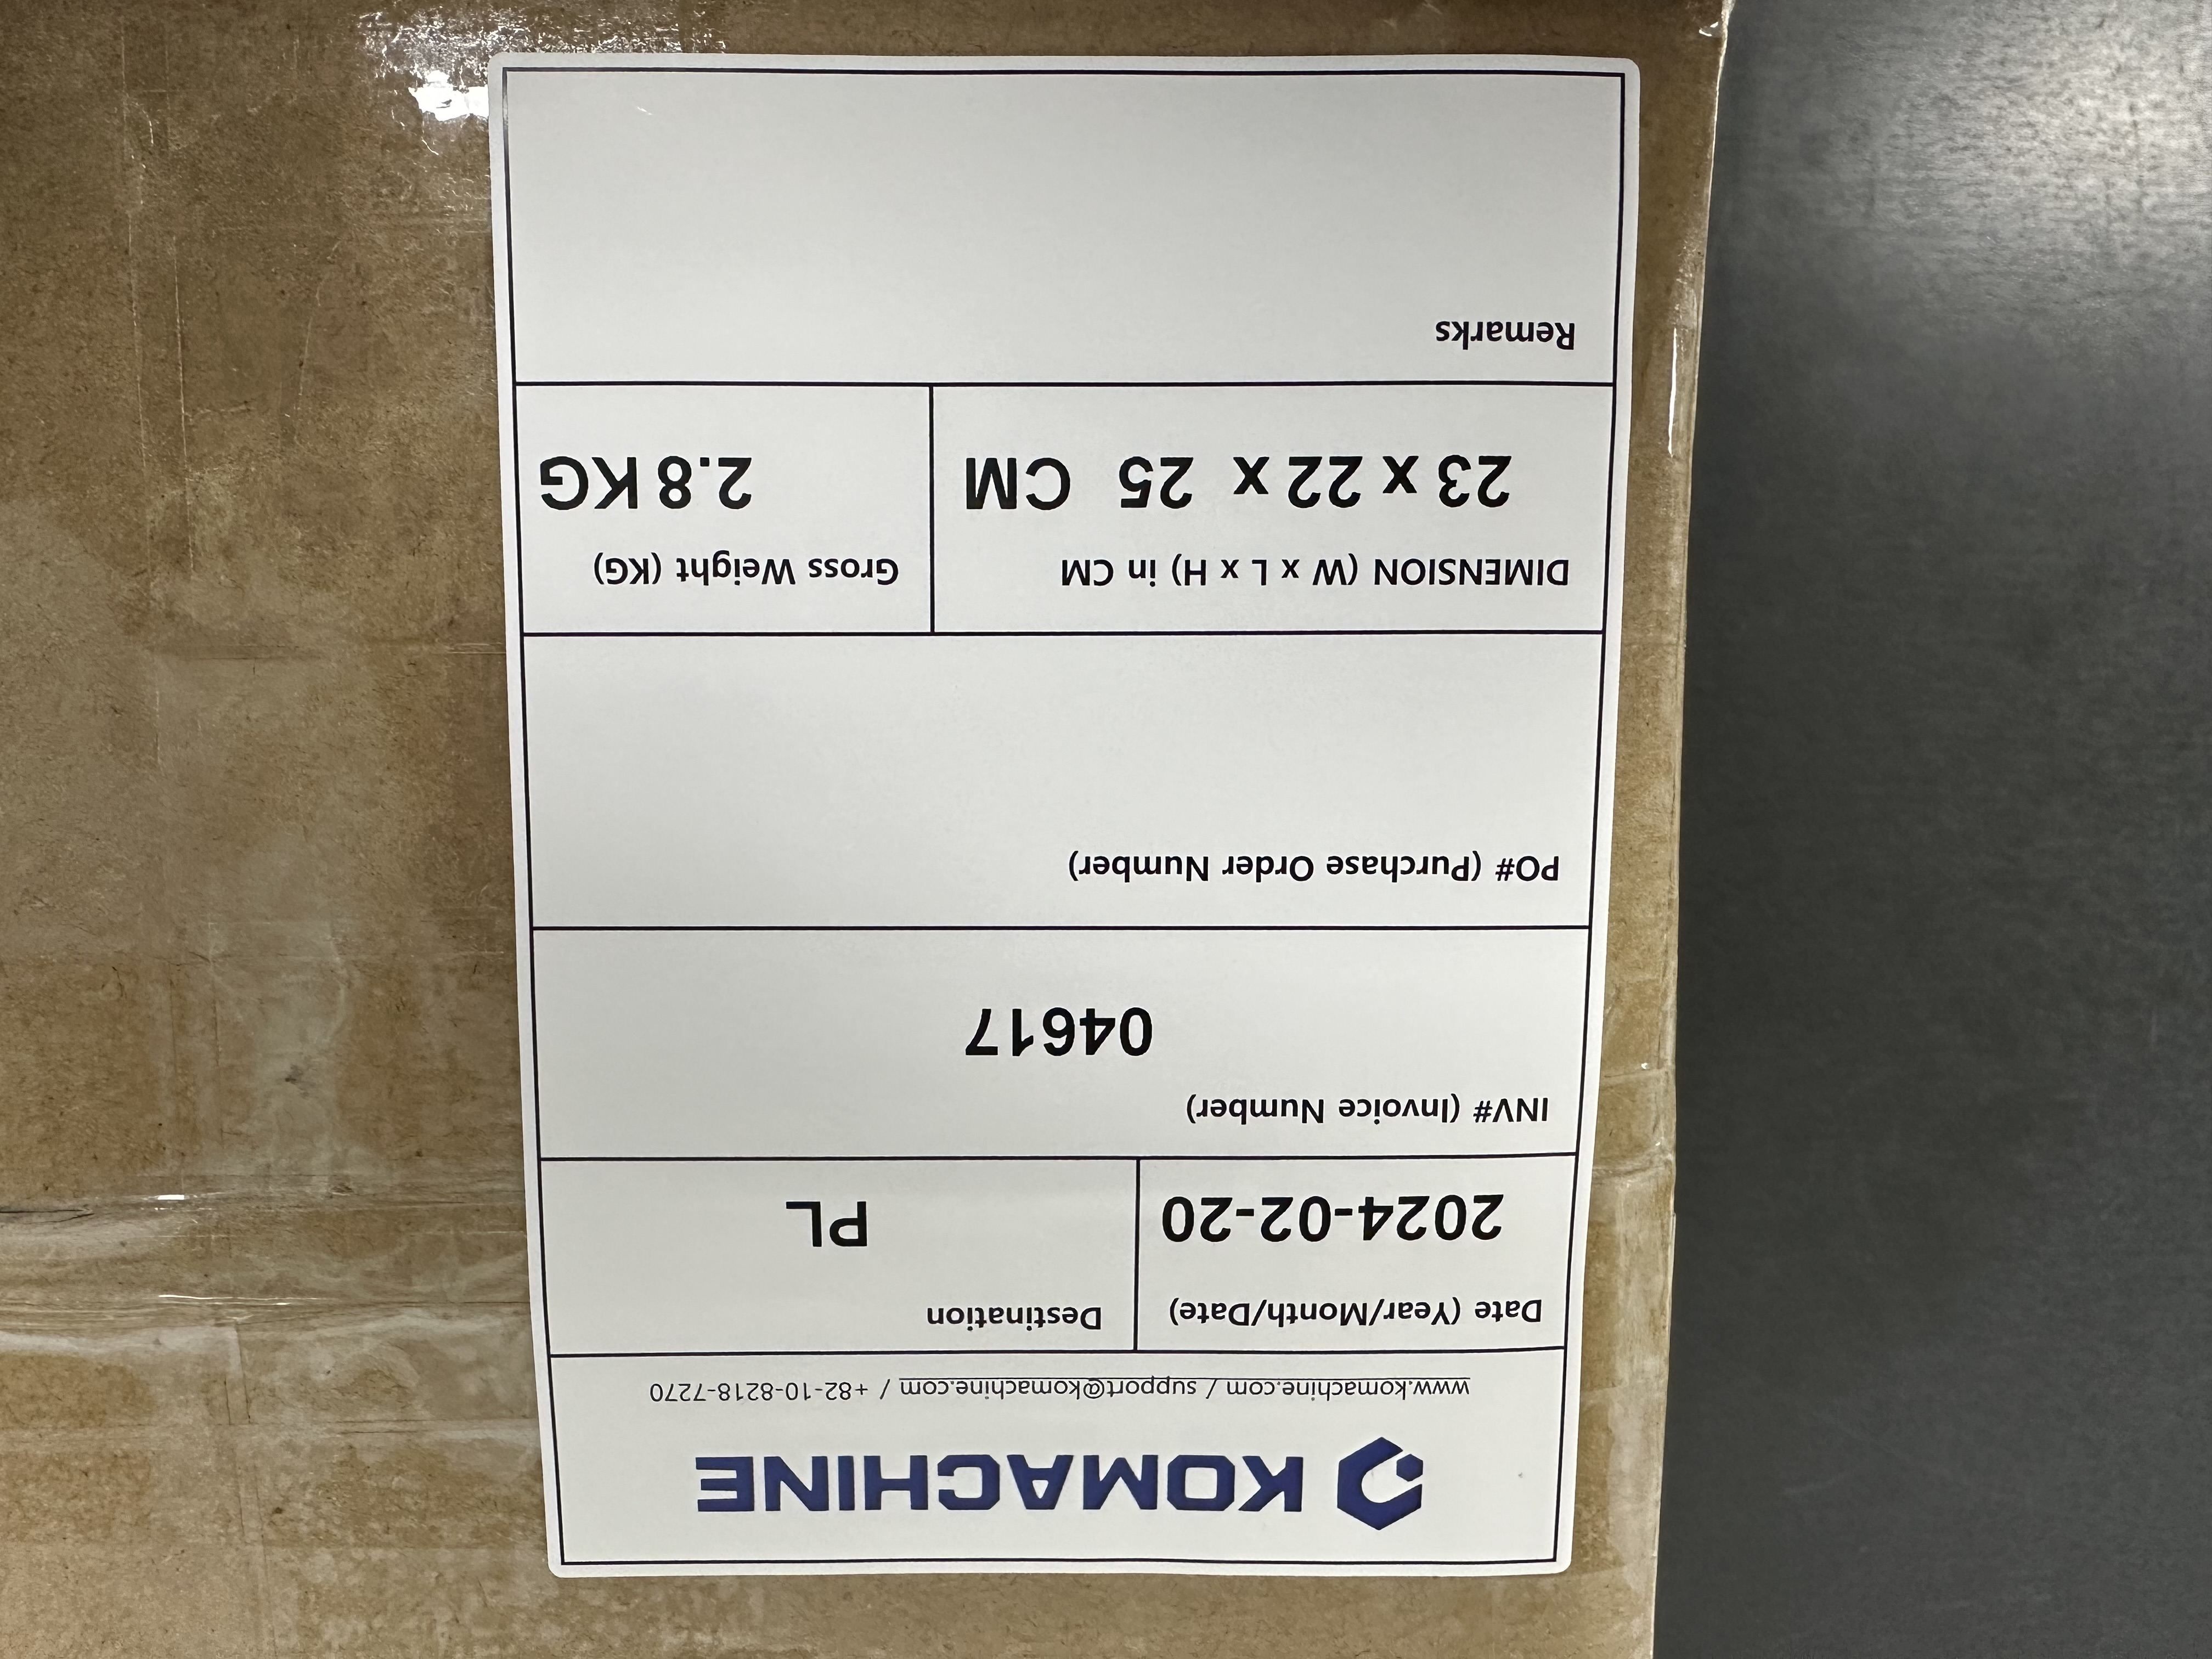 KOMACHINE
www.komachine.com / support@komachine.com / +82-10-8218-7270
Date (Year/Month/Date) Destination
2024-02-20 PL
INV# (Invoice Number)
04617
PO# (Purchase Order Number)
DIMENSION (W x L x H) in CM Gross Weight (KG)
23 x 22 x 25 CM 2.8 KG
Remarks